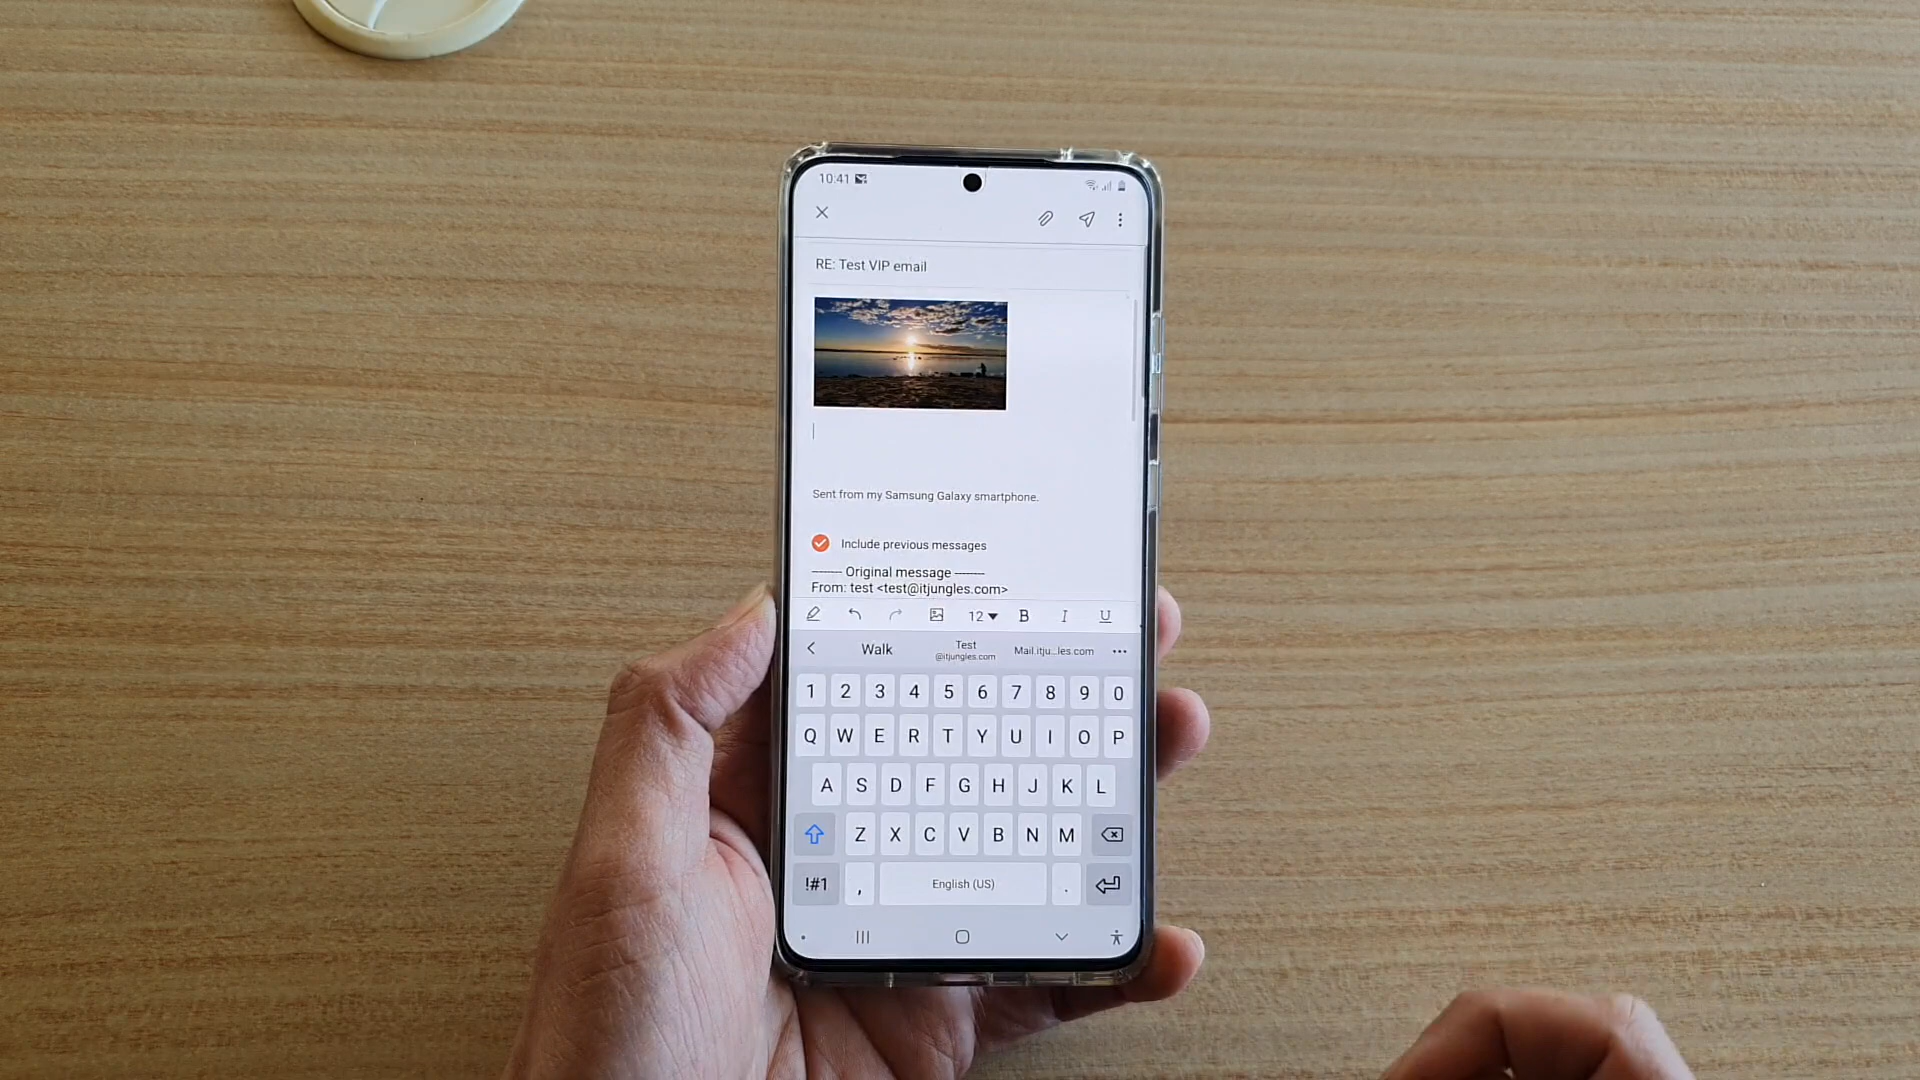 10.41
RE: Test VIP email
Sent from my Samsung Galaxy smartphone.
Include previous messages
-------- Original message --------
From: test <test@itjungles.com>
12 B I U
Walk
Test
@itjungles.com
Mail.itju...les.com
1 2 3 4 5 6 7 8 9 0
Q W E R T Y U I O P
A S D F G H J K L
Z X C V B N M
!#1 , English (US) .